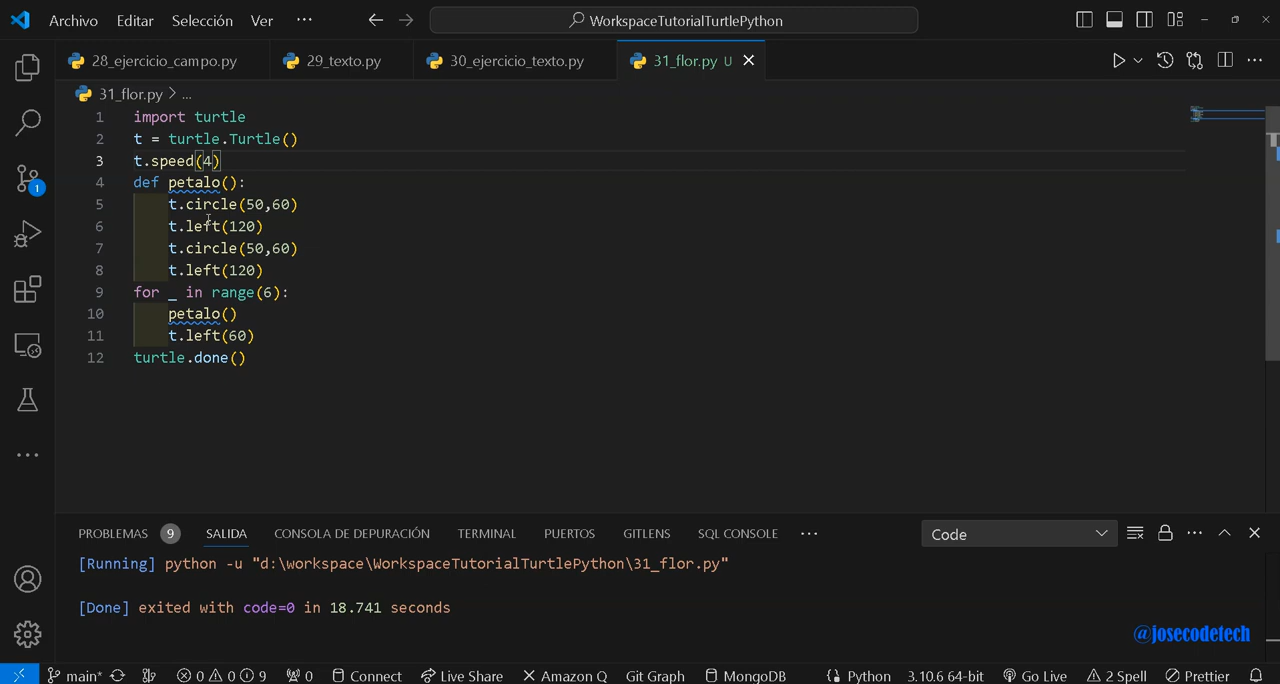 Archivo Editar Selección Ver ··· WorkspaceTutorialTurtlePython
28_ejercicio_campo.py 29_texto.py 30_ejercicio_texto.py 31_flor.py U
31_flor.py > ...
1 import turtle
2 t = turtle.Turtle()
3 t.speed(4)
4 def petalo():
5 t.circle(50,60)
6 t.left(120)
7 t.circle(50,60)
8 t.left(120)
9 for _ in range(6):
10 petalo()
11 t.left(60)
12 turtle.done()
1
PROBLEMAS 9 SALIDA CONSOLA DE DEPURACIÓN TERMINAL PUERTOS GITLENS SQL CONSOLE ··· Code
[Running] python -u "d:\workspace\WorkspaceTutorialTurtlePython\31_flor.py"
[Done] exited with code=0 in 18.741 seconds
@josecodetech
main* 0 0 9 0 Connect Live Share Amazon Q Git Graph MongoDB Python 3.10.6 64-bit Go Live 2 Spell Prettier